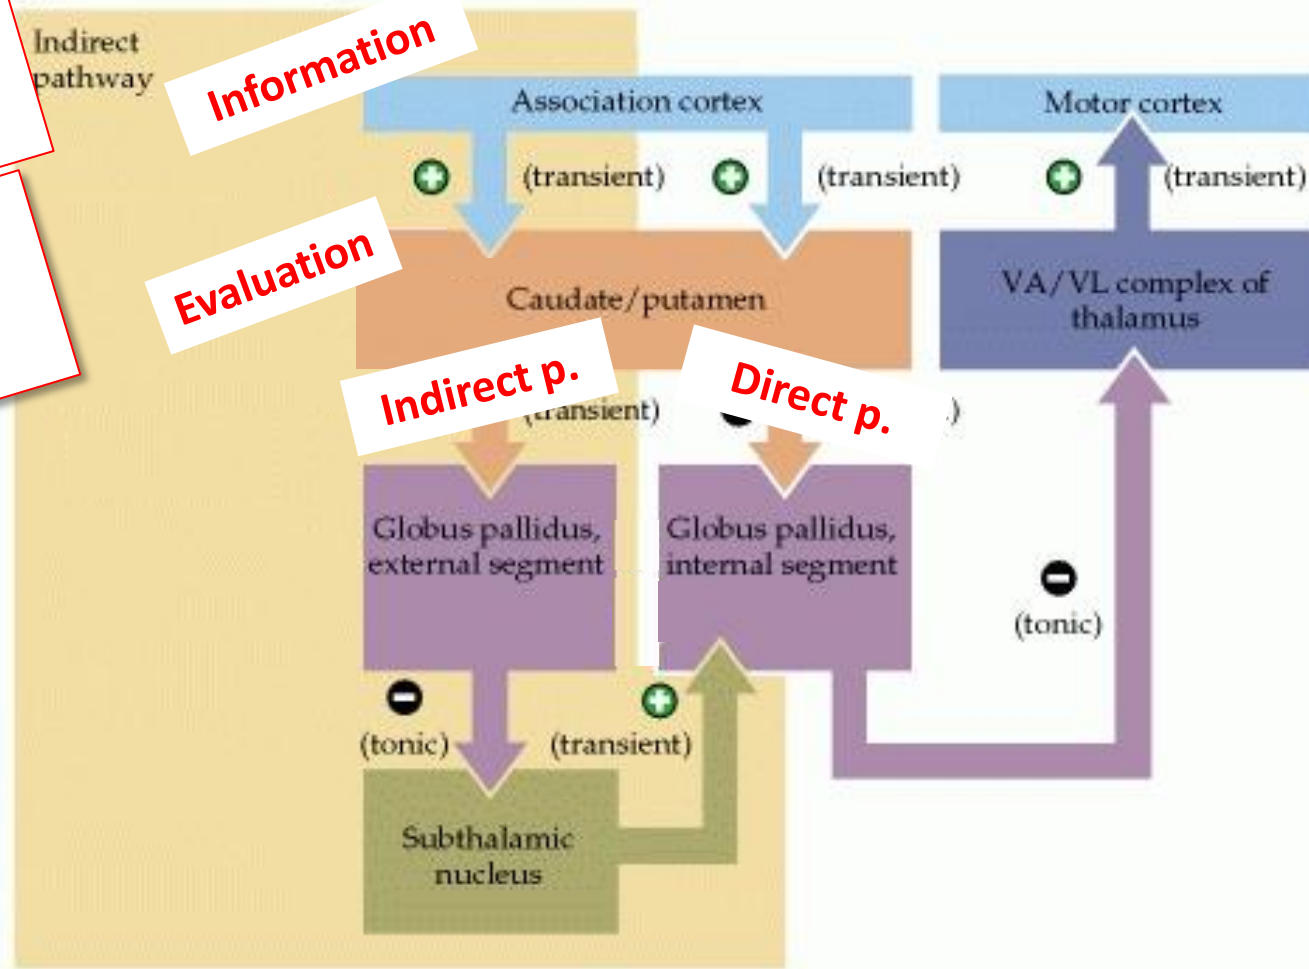 Indirect
pathway
Information
Association cortex
Motor cortex
(transient)
(transient)
(transient)
Evaluation
Caudate/putamen
VA/VL complex of
thalamus
Indirect p.
Direct p.
(transient)
)
Globus pallidus,
external segment
Globus pallidus,
internal segment
(tonic)
(tonic)
(transient)
Subthalamic
nucleus